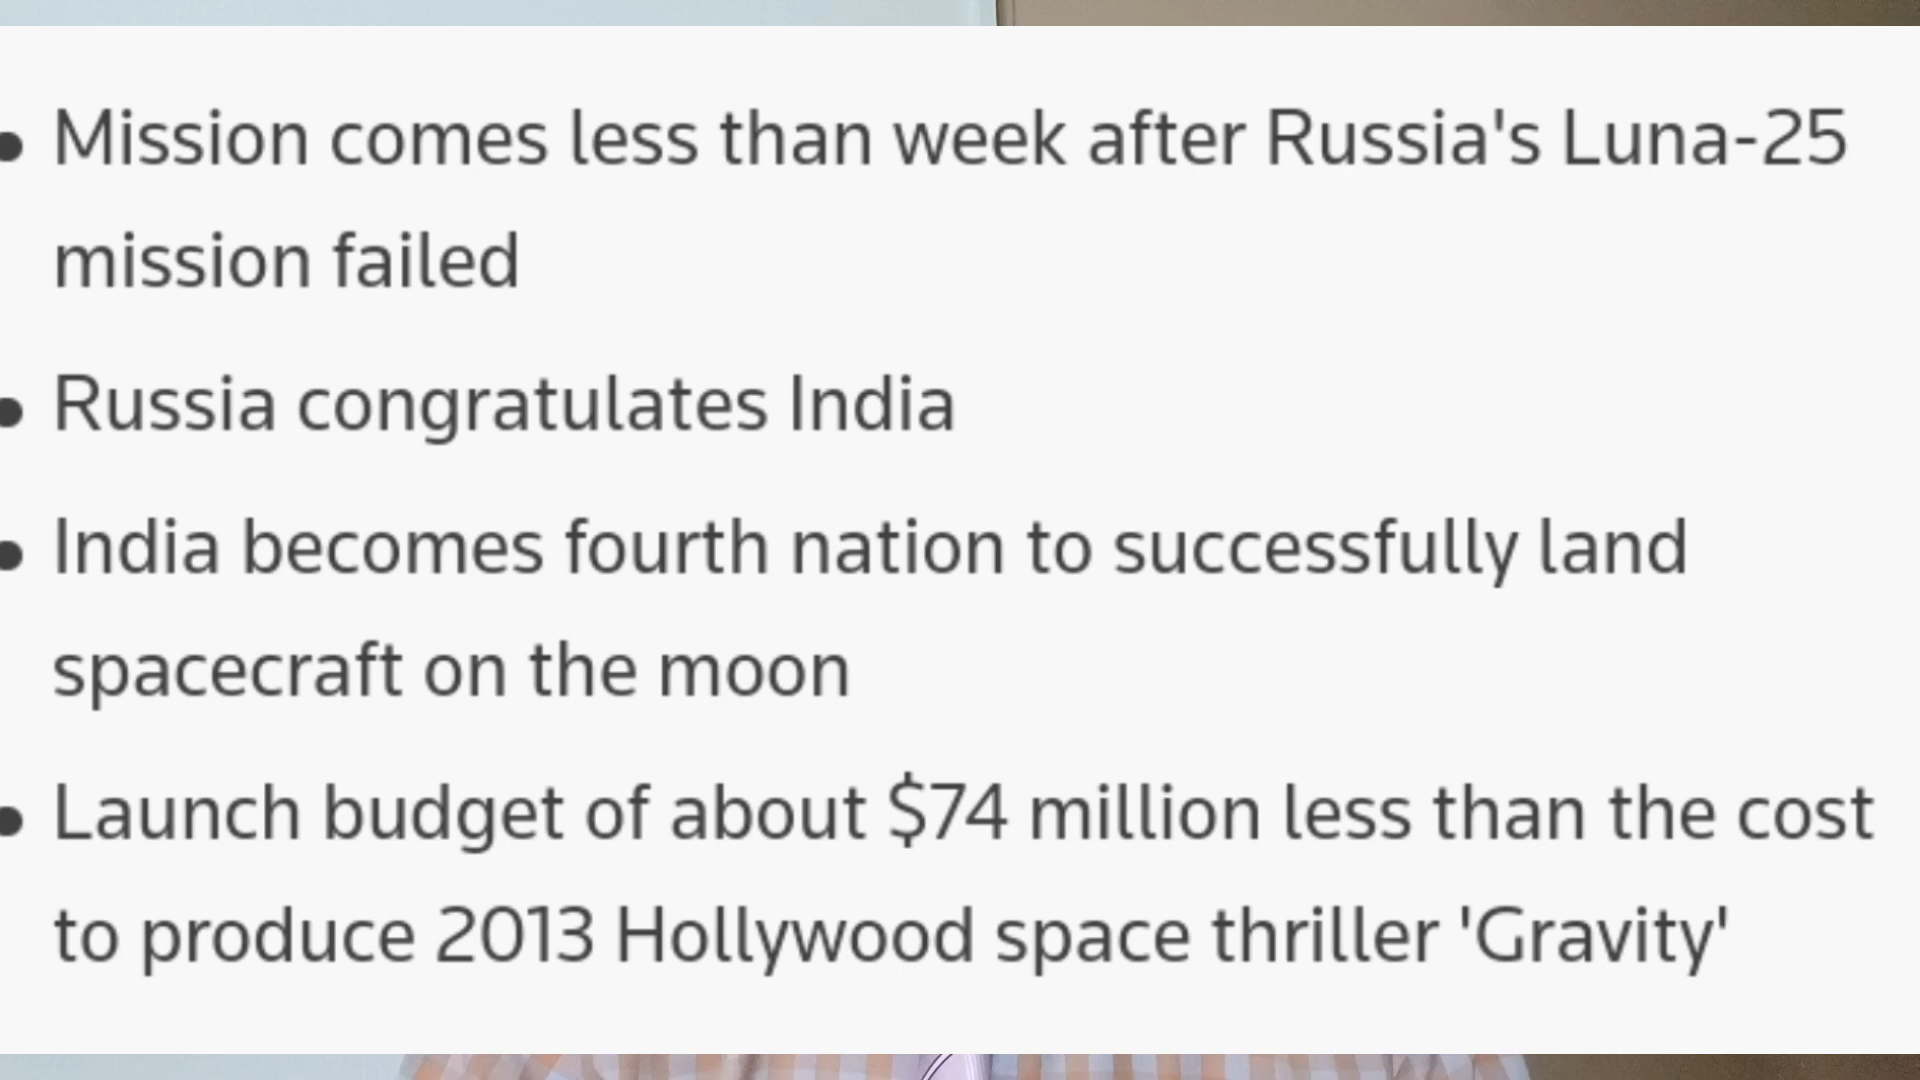 • Mission comes less than week after Russia's Luna-25
mission failed
• Russia congratulates India
• India becomes fourth nation to successfully land
spacecraft on the moon
• Launch budget of about $74 million less than the cost
to produce 2013 Hollywood space thriller 'Gravity'